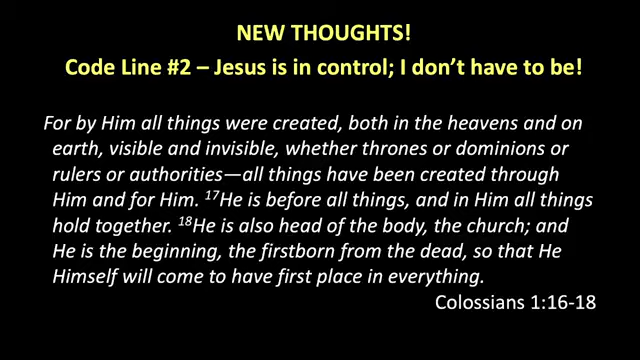 NEW THOUGHTS!
Code Line #2 – Jesus is in control; I don’t have to be!
For by Him all things were created, both in the heavens and on
earth, visible and invisible, whether thrones or dominions or
rulers or authorities—all things have been created through
Him and for Him. ¹⁷He is before all things, and in Him all things
hold together. ¹⁸He is also head of the body, the church; and
He is the beginning, the firstborn from the dead, so that He
Himself will come to have first place in everything.
Colossians 1:16-18